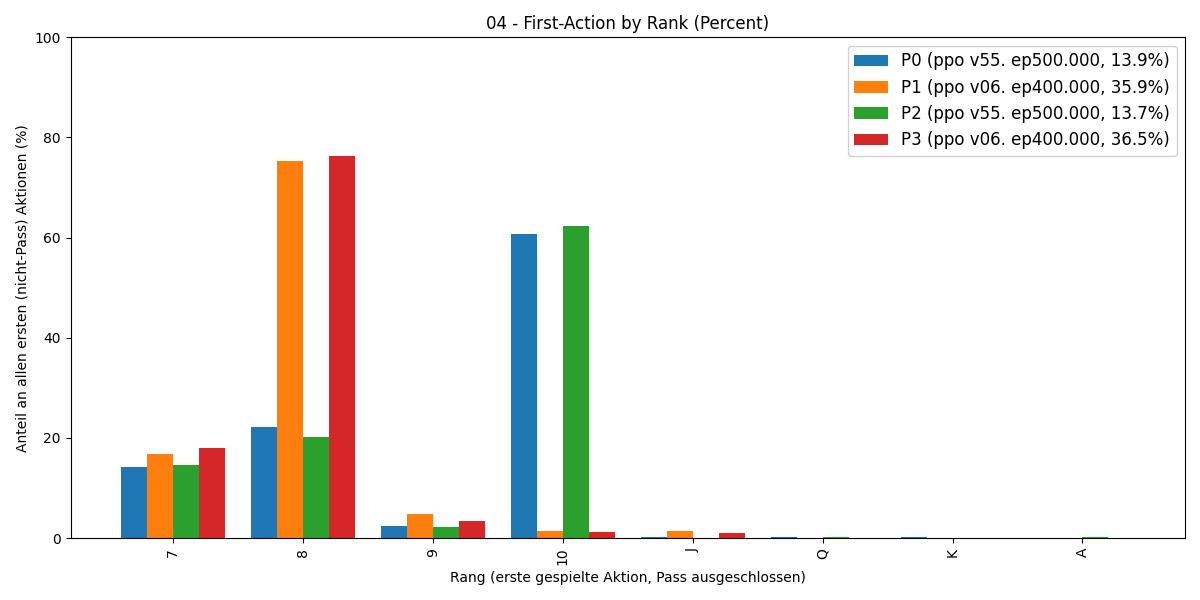 04 - First-Action by Rank (Percent)
P0 (ppo v55. ep500.000, 13.9%)
P1 (ppo v06. ep400.000, 35.9%)
P2 (ppo v55. ep500.000, 13.7%)
P3 (ppo v06. ep400.000, 36.5%)
Anteil an allen ersten (nicht-Pass) Aktionen (%)
100
80
60
40
20
0
7
8
9
10
J
Q
K
A
Rang (erste gespielte Aktion, Pass ausgeschlossen)